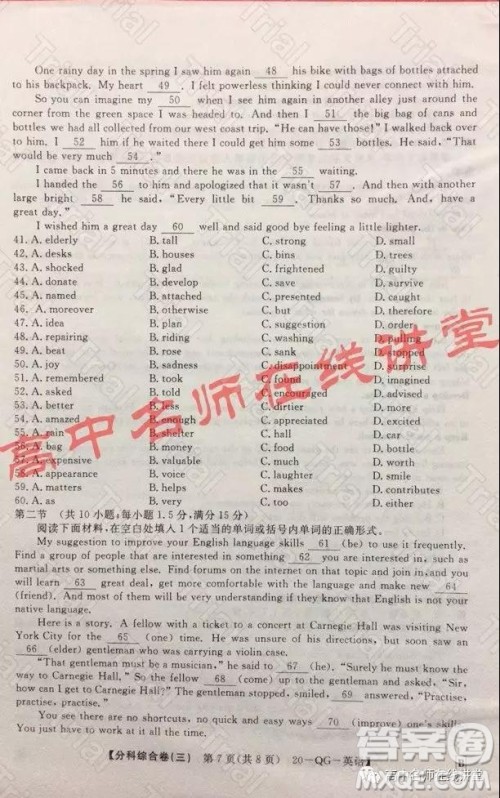 One rainy day in the spring I saw him again 48 his bike with bags of bottles attached
to his backpack. My heart 49 . I felt powerless thinking I could never connect with him.
So you can imagine my 50 when I see him again in another alley just around the
corner from the green space I was headed to. And then I 51 the big bag of cans and
bottles we had all collected from our west coast trip. “He can have those!” I walked up to
him. I 52 him if he waited there I could go get more cans. He smiled and said, “That
would be very much 54 .”
I came back in 5 minutes and there he was in the 55 waiting.
I handed the 56 to him and apologized that it wasn't 57 . And with another
large bright 58 he said, “Every little bit 59 . Thanks so much. And, have a
great day.”
I wished him a great day 60 well and said good bye feeling a little lighter.
41. A. elderly B. tall C. strong D. small
42. A. desks B. houses C. bins D. trees
43. A. shocked B. glad C. frightened D. used
44. A. donate B. develop C. save D. sell
45. A. named B. attached C. guide D. invited
46. A. moreover B. otherwise C. however D. therefore
47. A. idea B. plan C. suggestion D. order
48. A. repairing B. riding C. washing D. pulling
49. A. beat B. rose C. sank D. stopped
50. A. joy B. sadness C. disappointment D. surprise
51. A. remembered B. took C. found D. imagined
52. A. asked B. told C. encouraged D. advised
53. A. better B. less C. dirtier D. more
54. A. amazed B. enough C. excited D. appreciated
55. A. rain B. shelter C. hall D. yard
56. A. bag B. money C. food D. clothes
57. A. expensive B. valuable C. much D. useful
58. A. voice B. laughter C. appearance D. smile
59. A. matters B. helps C. works D. affects
60. A. same B. very C. too D. either
第二节 (共10小题;每小题1.5分,满分15分)
阅读下面材料,在空白处填入1个适当的单词或括号内单词的正确形式。
My suggestion to improve your English language skills 61 (be) to use it frequently.
Find a group of people that are interested in something 62 you are interested in, such as
martial arts or something else. Find forums on the internet on that topic and join in, and you
will learn 63 great deal, get more comfortable with the language and make new 64
(friend). And most of them will be very understanding if they know that English is not your
native language.
Here is a story. A fellow with a ticket to a concert at Carnegie Hall was visiting
New York City for the 65 (one) time. He was unsure of his directions, but soon saw an
66 (elder) gentleman who was carrying a violin case.
“That gentleman must be a musician,” he said to 67 (he). “Surely he must know the
way to Carnegie Hall.” So the fellow 68 (come) up to the gentleman and asked, “Sir,
how can I get to Carnegie Hall?” The gentleman stopped, smiled, 69 answered, “Practise,
practise, practise.”
You see there are no shortcuts, no quick and easy ways 70 (improve) one's skills.
You just have to work at it all the time.
【分科综合卷(三) 第7页(共8页) 20-QG-英语】
高中名师在线讲堂